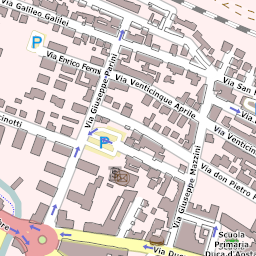 Via Galileo Galilei
P
Via Enrico Fermi
Via Giuseppe Parini
Via Venticinque Aprile
Via San
Via Venticin
P
Via Giuseppe Mazzini
Via don Pietro
Scuola
Primaria
Duca d'Aost